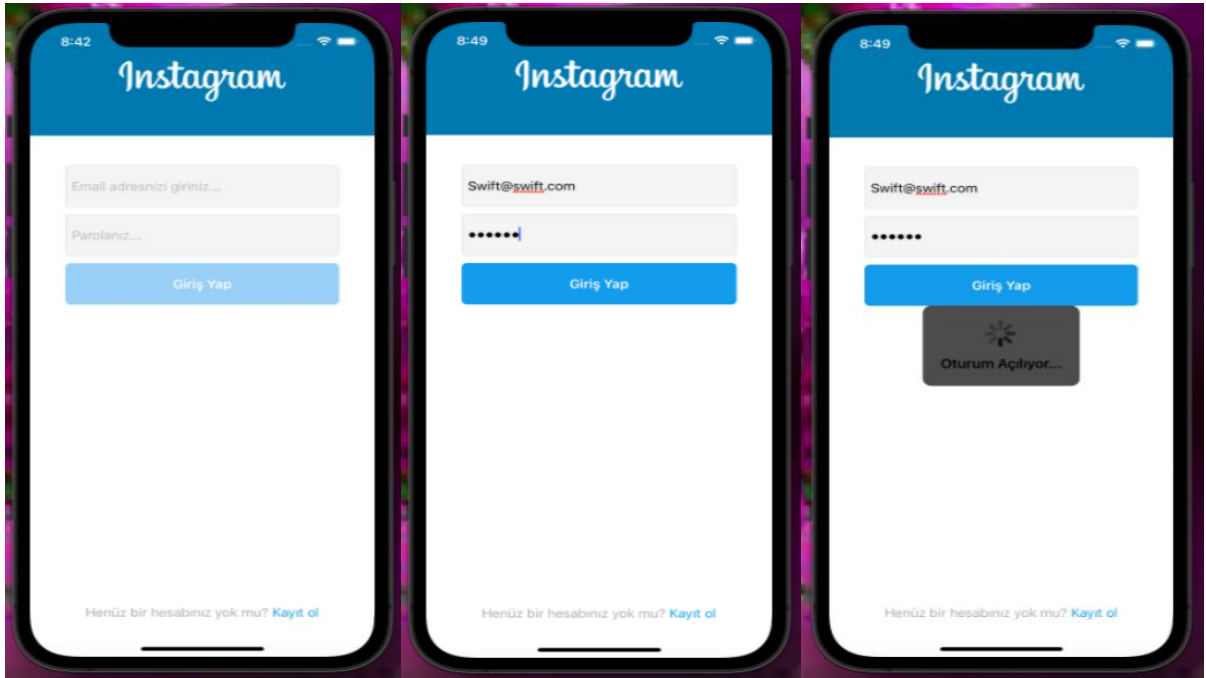 8:42
Instagram
Email adresnizi giriniz...
Parolanız...
Giriş Yap
Henüz bir hesabınız yok mu? Kayıt ol
8:49
Instagram
Swift@swift.com
••••••
Giriş Yap
Henüz bir hesabınız yok mu? Kayıt ol
8:49
Instagram
Swift@swift.com
••••••
Giriş Yap
Oturum Açılıyor...
Henüz bir hesabınız yok mu? Kayıt ol